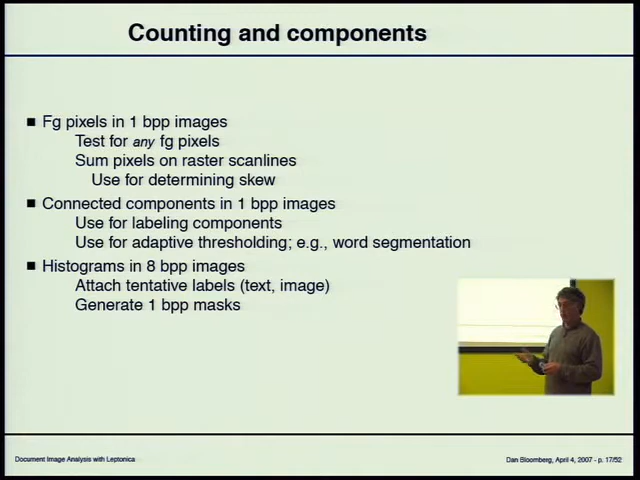 Counting and components
Fg pixels in 1 bpp images
Test for any fg pixels
Sum pixels on raster scanlines
Use for determining skew
Connected components in 1 bpp images
Use for labeling components
Use for adaptive thresholding; e.g., word segmentation
Histograms in 8 bpp images
Attach tentative labels (text, image)
Generate 1 bpp masks
Document Image Analysis with Leptonica
Dan Bloomberg, April 4, 2007 - p. 17/52